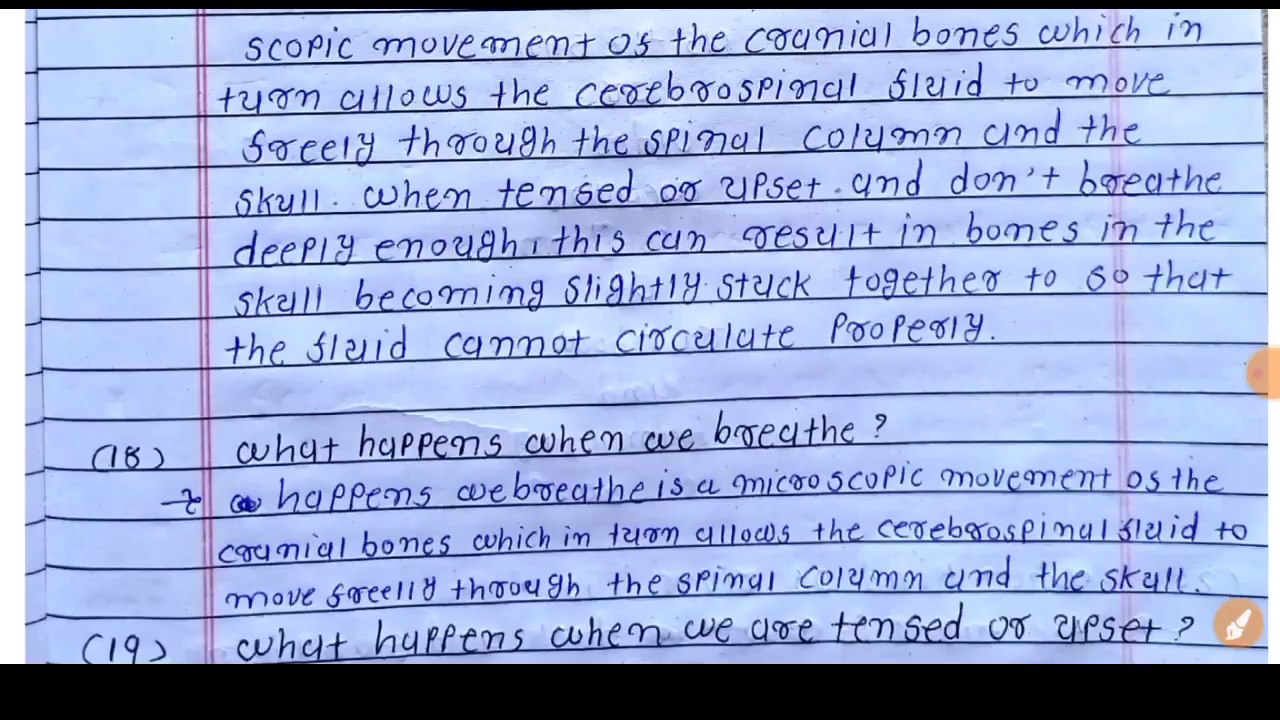 scopic movement of the cranial bones which in
turn allows the cerebrospinal fluid to move
freely through the spinal column and the
skull. when tensed or upset. and don't breathe
deeply enough, this can result in bones in the
skull becoming slightly stuck together to so that
the fluid cannot circulate properly.
(18) what happens when we breathe?
→ happens we breathe is a microscopic movement of the
cranial bones which in turn allows the cerebrospinal fluid to
move freelly through the spinal column and the skull.
(19) what happens when we are tensed or upset?